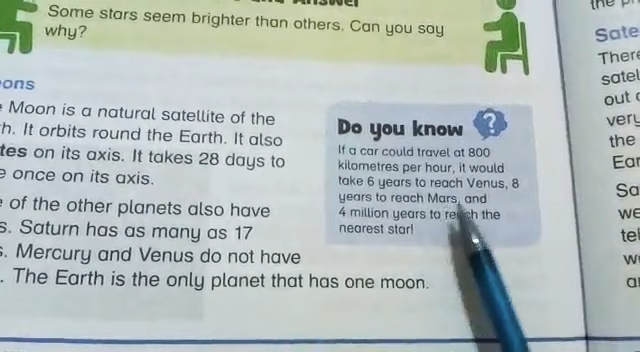 Answer
Some stars seem brighter than others. Can you say
why?
ons
Moon is a natural satellite of the
h. It orbits round the Earth. It also
tes on its axis. It takes 28 days to
e once on its axis.
e of the other planets also have
s. Saturn has as many as 17
s. Mercury and Venus do not have
. The Earth is the only planet that has one moon.
Do you know
?
If a car could travel at 800
kilometres per hour, it would
take 6 years to reach Venus, 8
years to reach Mars, and
4 million years to reach the
nearest star!
the
Sate
There
satel
out
very
the
Ear
Sa
we
tel
w
a